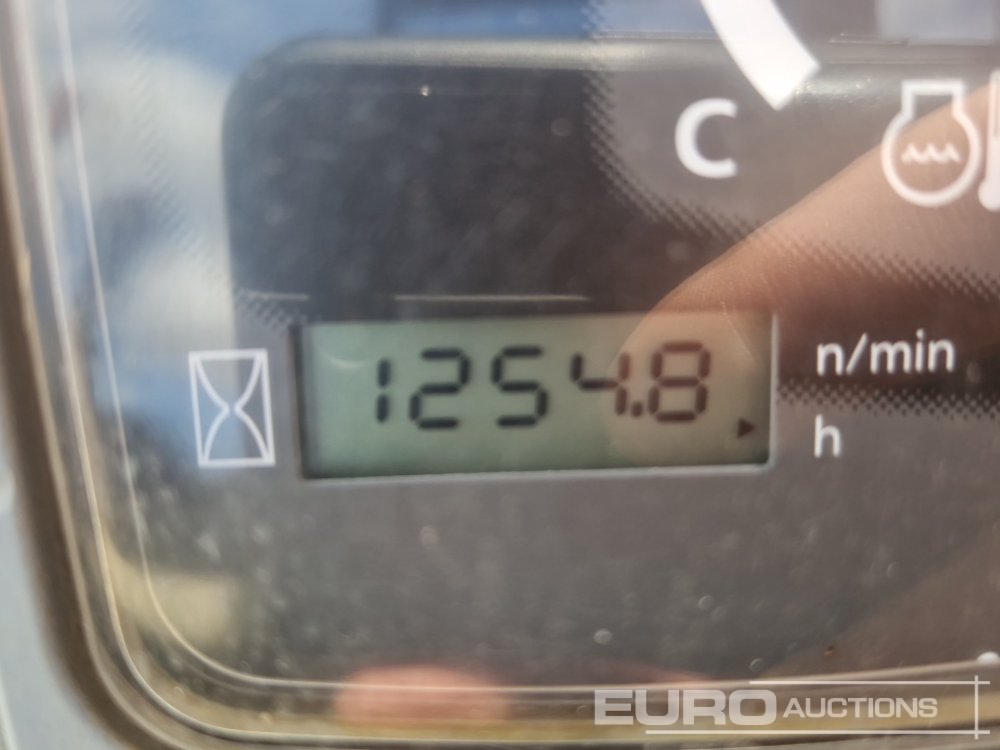 C
1254.8
n/min
h
EURO AUCTIONS